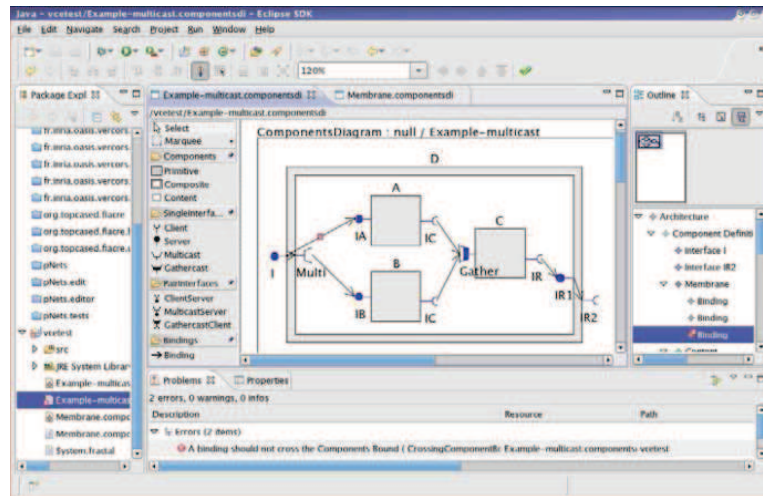 Java - vcetest/Example-multicast.componentsdi - Eclipse SDK
File Edit Navigate Search Project Run Window Help
120%
Package Expl
fr.inria.oasis.vercors.
fr.inria.oasis.vercors.
fr.inria.oasis.vercors.
fr.inria.oasis.vercors.
org.topcased.fiacre
org.topcased.fiacre.
pNets
pNets.edit
pNets.editor
pNets.tests
vcetest
src
JRE System Librar
Example-multicas
Example-multicas
Membrane.compc
Membrane.compc
System.fractal
Example-multicast.componentsdi
Membrane.componentsdi
/vcetest/Example-multicast.componentsdi
Select
Marquee
Components
Primitive
Composite
Content
SingleInterfa...
Client
Server
Multicast
Gathercast
PairInterfaces
ClientServer
MulticastServer
GathercastClient
Bindings
Binding
ComponentsDiagram : null / Example-multicast
D
A
IA
IC
C
I
Multi
Gather
IR
IR1
IR2
B
IB
IC
Outline
Architecture
Component Definiti
Interface I
Interface IR2
Membrane
Binding
Binding
Binding
Content
Problems
Properties
2 errors, 0 warnings, 0 infos
Description Resource Path
Errors (2 items)
A binding should not cross the Components Bound ( CrossingComponentBc Example-multicast.components vcetest